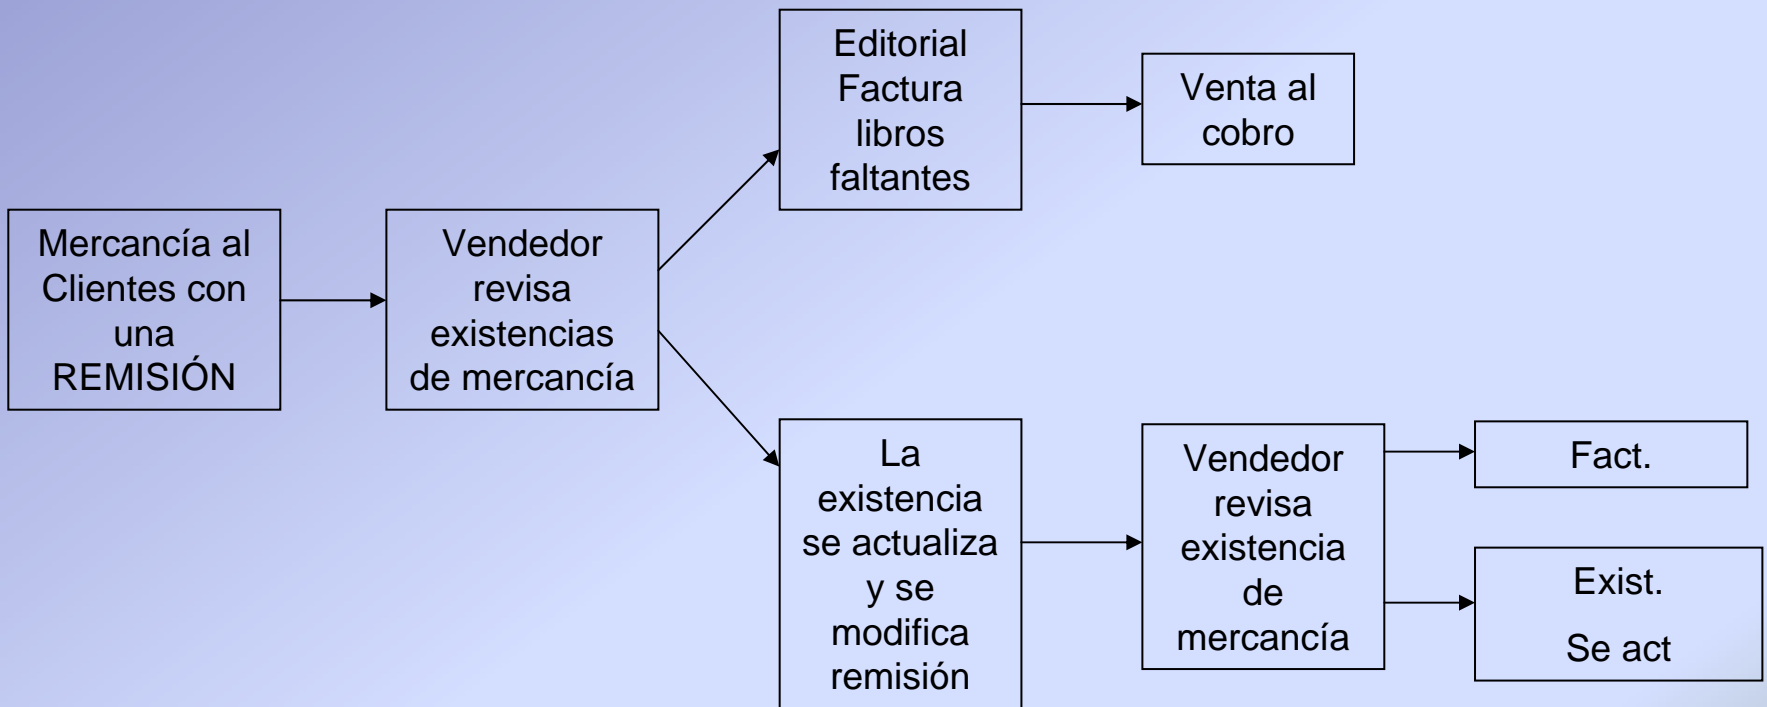 Editorial
Factura
libros
faltantes
Venta al
cobro
Mercancía al
Clientes con
una
REMISIÓN
Vendedor
revisa
existencias
de mercancía
La
existencia
se actualiza
y se
modifica
remisión
Vendedor
revisa
existencia
de
mercancía
Fact.
Exist.
Se act